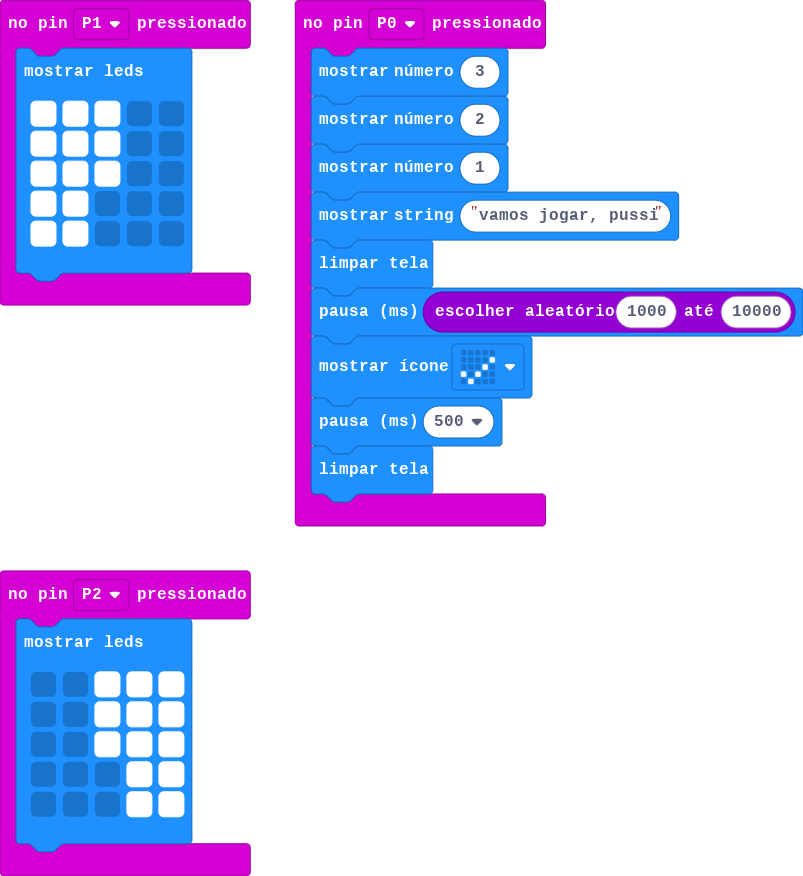 no pin P1 pressionado
mostrar leds
no pin P0 pressionado
mostrar número 3
mostrar número 2
mostrar número 1
mostrar string "vamos jogar, pussi"
limpar tela
pausa (ms) escolher aleatório 1000 até 10000
mostrar ícone
pausa (ms) 500
limpar tela
no pin P2 pressionado
mostrar leds